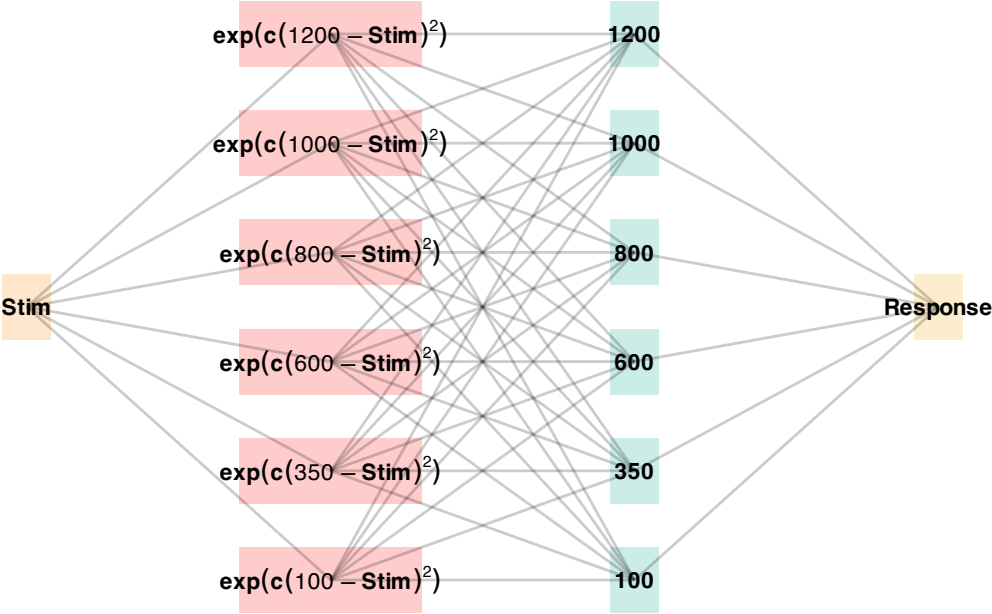 exp(c(1200 – Stim)²) 1200
exp(c(1000 – Stim)²) 1000
exp(c(800 – Stim)²) 800
Stim Response
exp(c(600 – Stim)²) 600
exp(c(350 – Stim)²) 350
exp(c(100 – Stim)²) 100